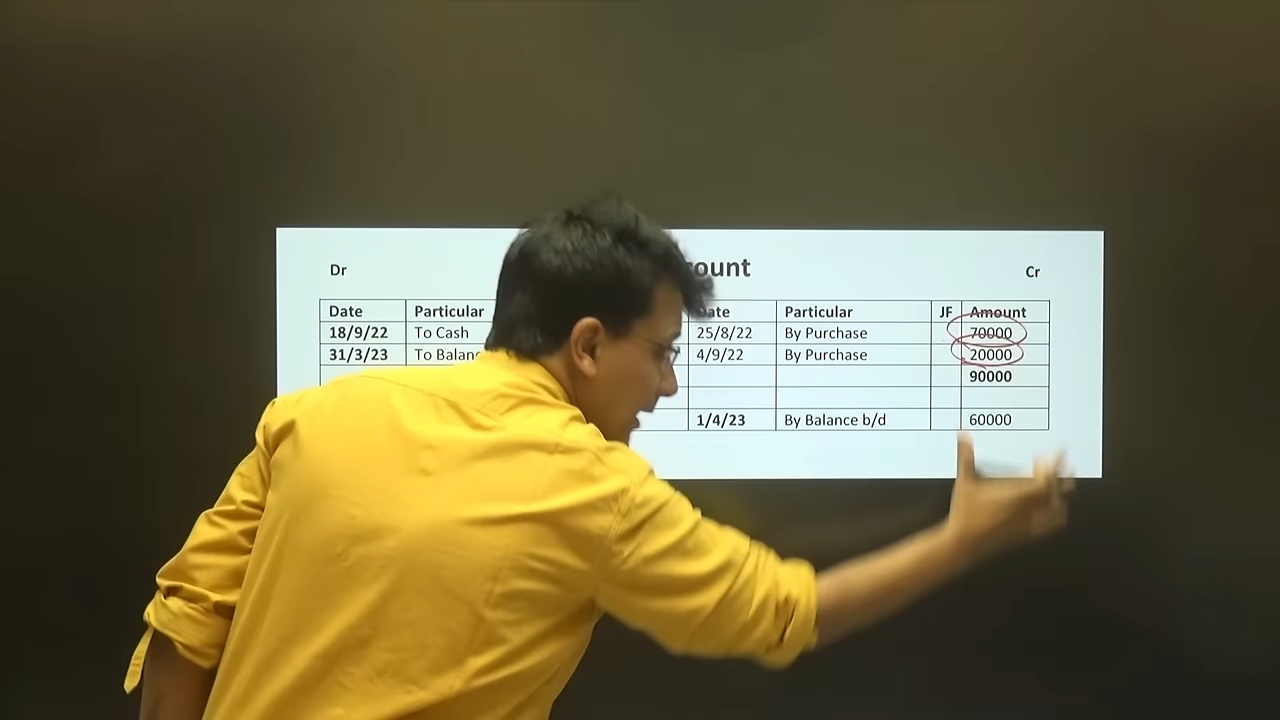 Dr ount Cr
Date Particular Date Particular JF Amount
18/9/22 To Cash 25/8/22 By Purchase 70000
31/3/23 To Balanc 4/9/22 By Purchase 20000
90000
1/4/23 By Balance b/d 60000